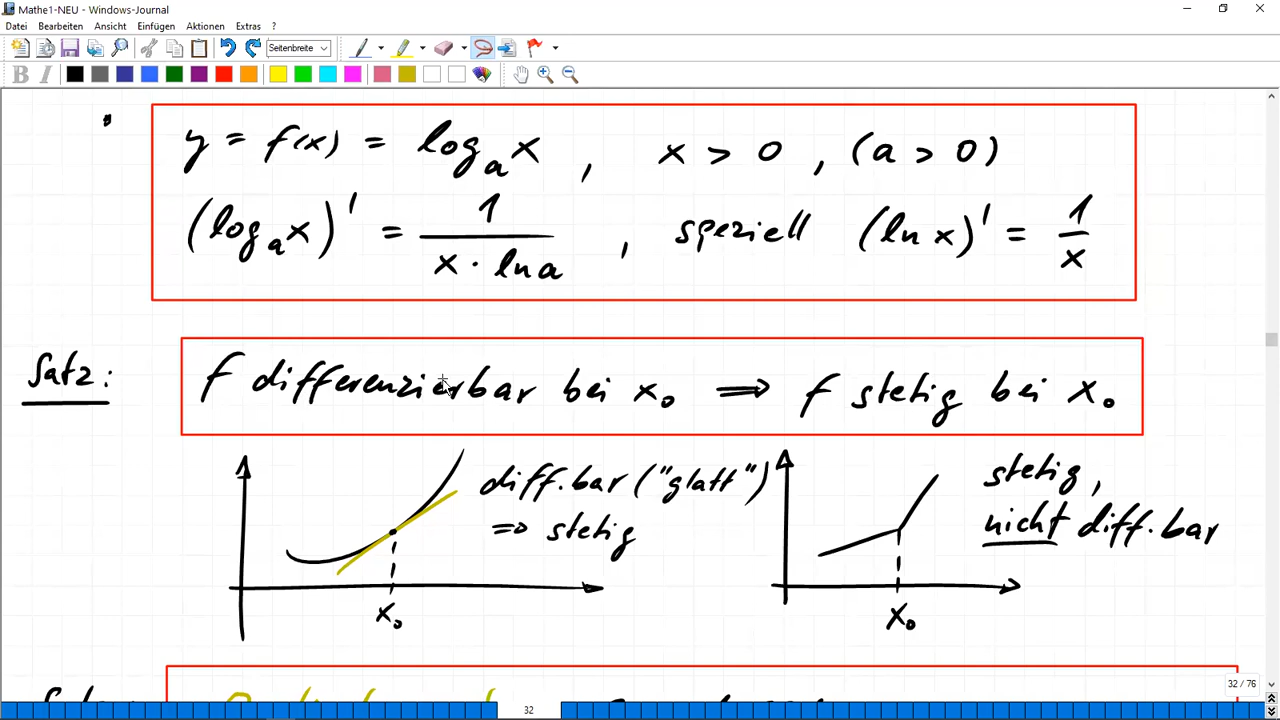 Mathe1-NEU - Windows-Journal
Datei Bearbeiten Ansicht Einfügen Aktionen Extras ?
Seitenbreite
B I
y = f(x) = log_a x , x > 0 , (a > 0)
(log_a x)' = 1/(x · ln a) , speziell (ln x)' = 1/x
Satz: f differenzierbar bei x₀ ⟹ f stetig bei x₀
diff.bar ("glatt")
⇒ stetig
x₀
stetig,
nicht diff.bar
x₀
32 / 76
32